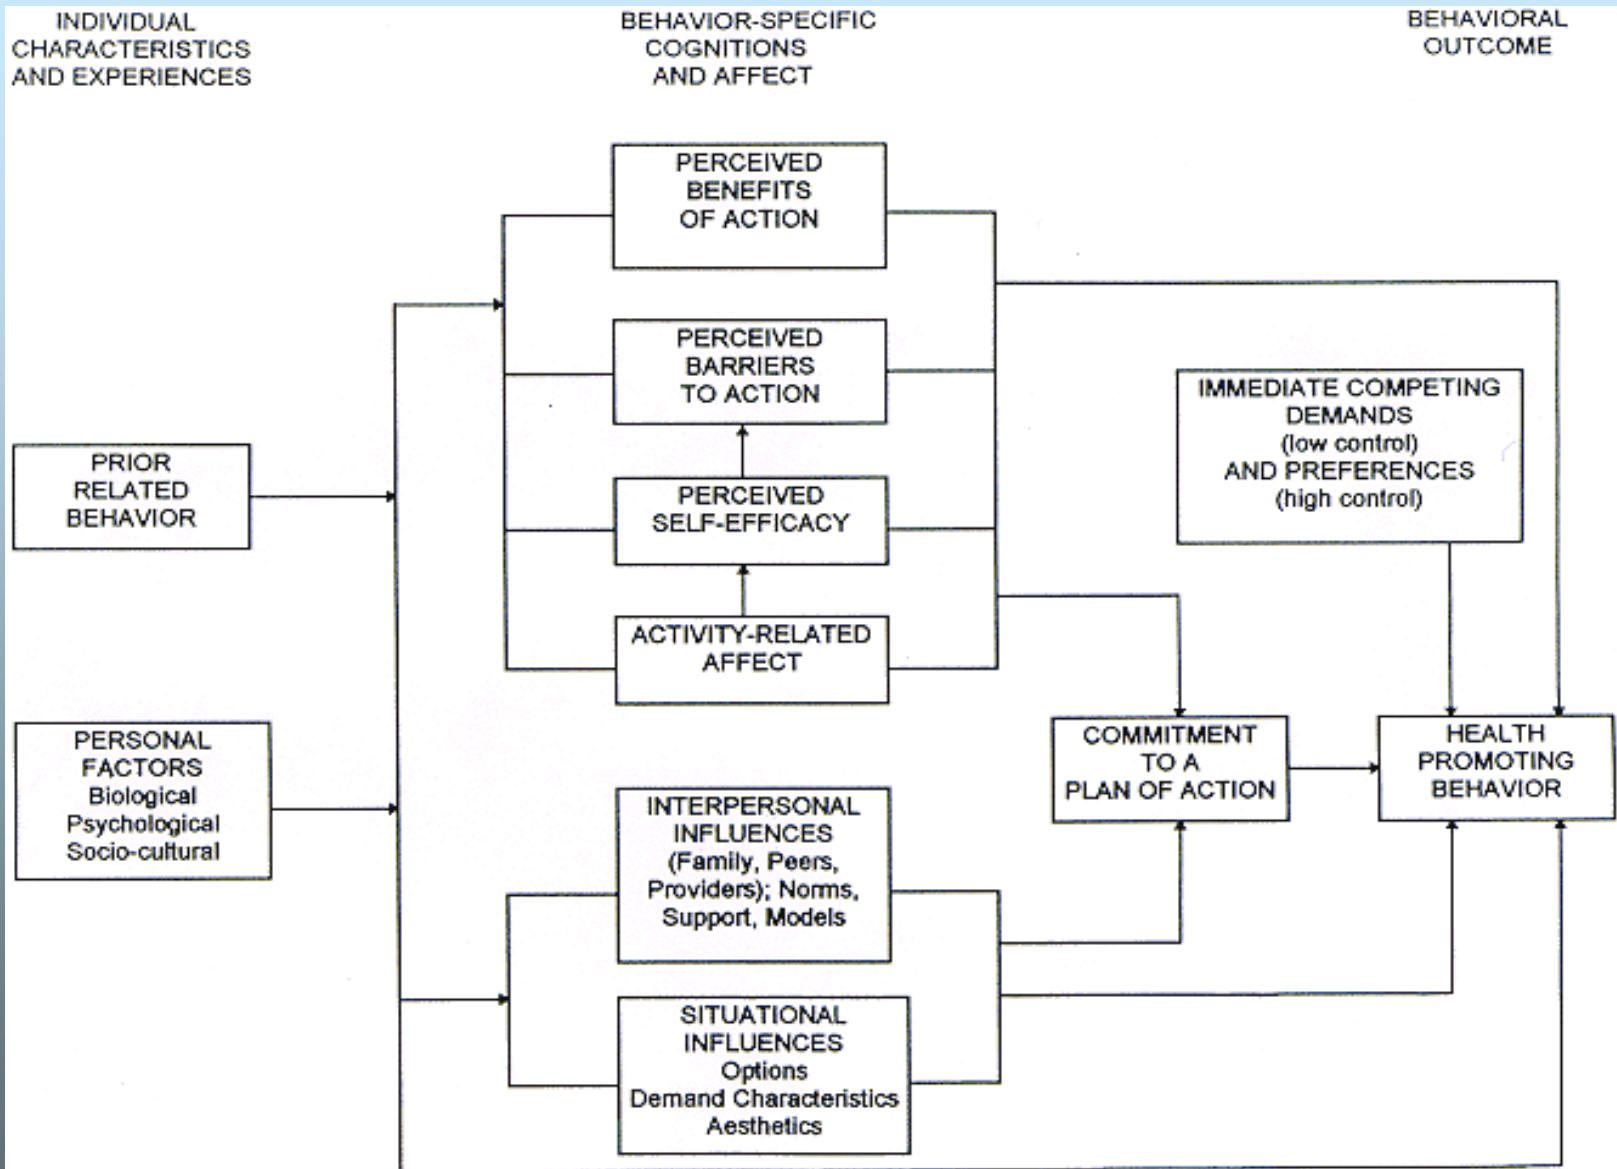 INDIVIDUAL
CHARACTERISTICS
AND EXPERIENCES
BEHAVIOR-SPECIFIC
COGNITIONS
AND AFFECT
BEHAVIORAL
OUTCOME
PERCEIVED
BENEFITS
OF ACTION
PERCEIVED
BARRIERS
TO ACTION
IMMEDIATE COMPETING
DEMANDS
(low control)
AND PREFERENCES
(high control)
PRIOR
RELATED
BEHAVIOR
PERCEIVED
SELF-EFFICACY
ACTIVITY-RELATED
AFFECT
PERSONAL
FACTORS
Biological
Psychological
Socio-cultural
COMMITMENT
TO A
PLAN OF ACTION
HEALTH
PROMOTING
BEHAVIOR
INTERPERSONAL
INFLUENCES
(Family, Peers,
Providers); Norms,
Support, Models
SITUATIONAL
INFLUENCES
Options
Demand Characteristics
Aesthetics